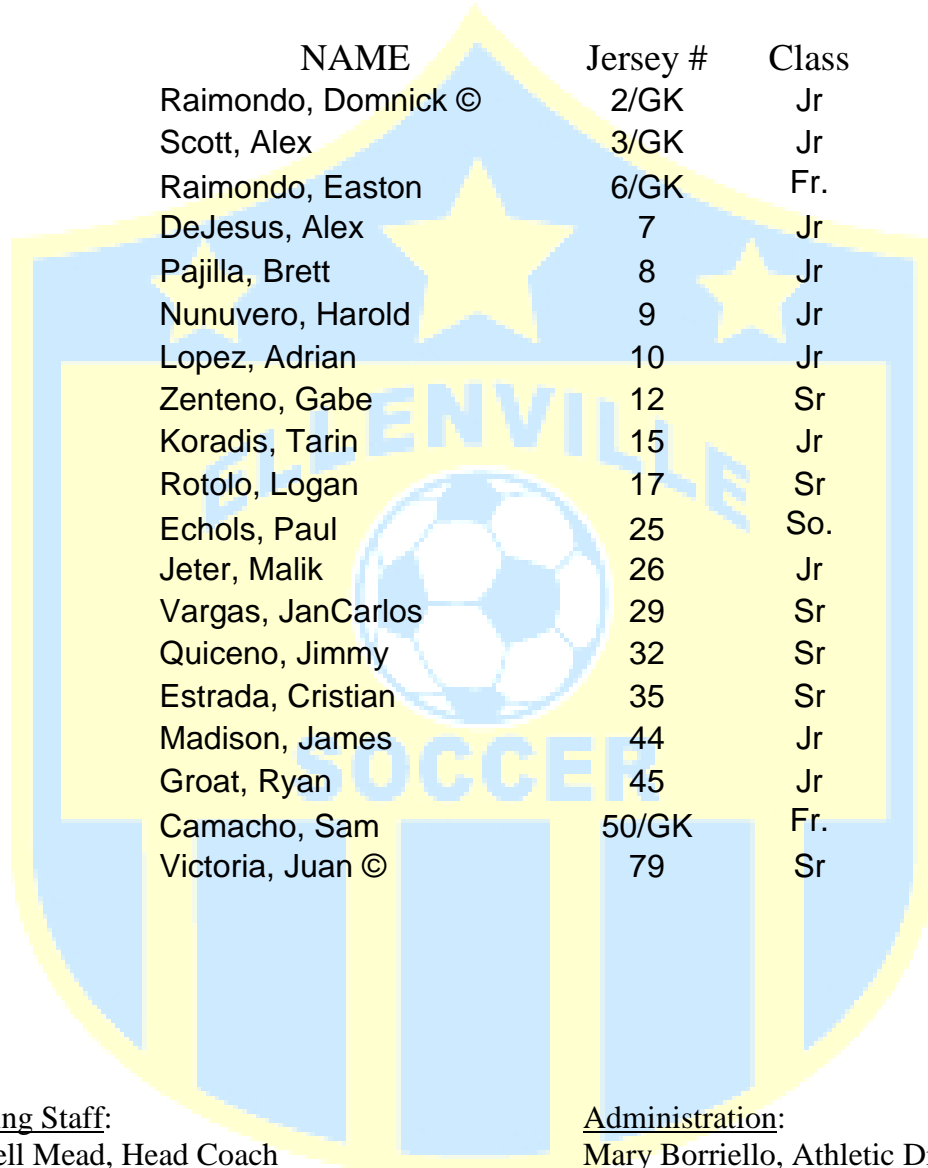 NAME Jersey # Class
Raimondo, Domnick © 2/GK Jr
Scott, Alex 3/GK Jr
Raimondo, Easton 6/GK Fr.
DeJesus, Alex 7 Jr
Pajilla, Brett 8 Jr
Nunuvero, Harold 9 Jr
Lopez, Adrian 10 Jr
Zenteno, Gabe 12 Sr
Koradis, Tarin 15 Jr
Rotolo, Logan 17 Sr
Echols, Paul 25 So.
Jeter, Malik 26 Jr
Vargas, JanCarlos 29 Sr
Quiceno, Jimmy 32 Sr
Estrada, Cristian 35 Sr
Madison, James 44 Jr
Groat, Ryan 45 Jr
Camacho, Sam 50/GK Fr.
Victoria, Juan © 79 Sr
ELLENVILLE
SOCCER
Staff: Administration:
Mead, Head Coach Mary Borriello, Athletic